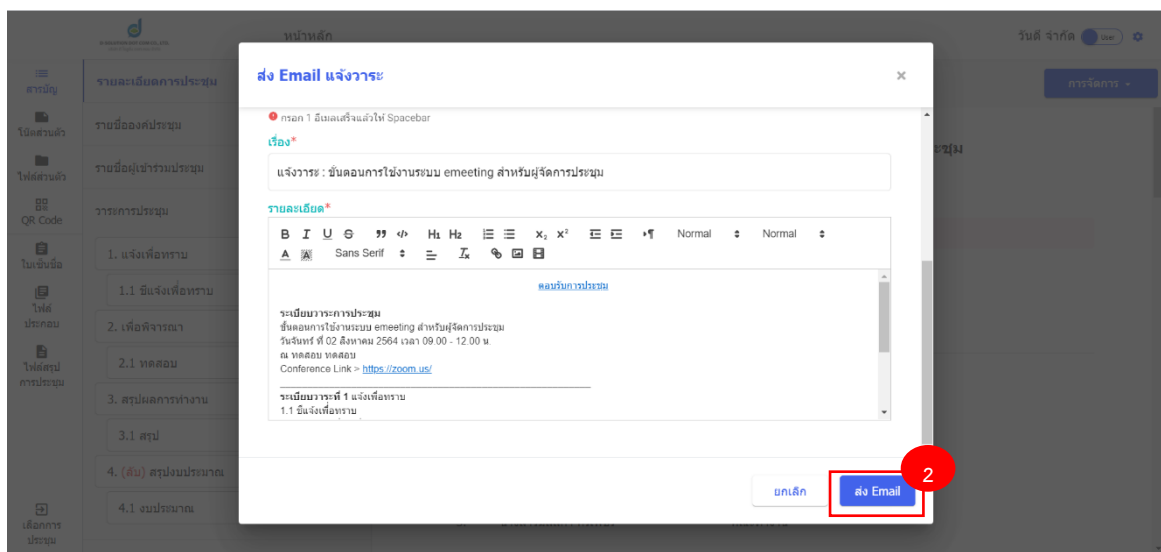 หน้าหลัก
วันดี จำกัด User
สารบัญ
โน้ตส่วนตัว
ไฟล์ส่วนตัว
QR Code
ใบเซ็นชื่อ
ไฟล์
ประกอบ
ไฟล์สรุป
การประชุม
เลือกการ
ประชุม
รายละเอียดการประชุม
รายชื่อองค์ประชุม
รายชื่อผู้เข้าร่วมประชุม
วาระการประชุม
1. แจ้งเพื่อทราบ
1.1 ชี้แจ้งเพื่อทราบ
2. เพื่อพิจารณา
2.1 ทดสอบ
3. สรุปผลการทำงาน
3.1 สรุป
4. (ลับ) สรุปงบประมาณ
4.1 งบประมาณ
การจัดการ
ส่ง Email แจ้งวาระ
×
กรอก 1 อีเมลเสร็จแล้วให้ Spacebar
เรื่อง*
แจ้งวาระ : ขั้นตอนการใช้งานระบบ emeeting สำหรับผู้จัดการประชุม
รายละเอียด*
B I U S H1 H2 x₂ x² Normal Normal
A A Sans Serif Tx
ตอบรับการประชุม
ระเบียบวาระการประชุม
ขั้นตอนการใช้งานระบบ emeeting สำหรับผู้จัดการประชุม
วันจันทร์ ที่ 02 สิงหาคม 2564 เวลา 09.00 - 12.00 น.
ณ ทดสอบ ทดสอบ
Conference Link > https://zoom.us/
ระเบียบวาระที่ 1 แจ้งเพื่อทราบ
1.1 ชี้แจ้งเพื่อทราบ
ยกเลิก
ส่ง Email
2